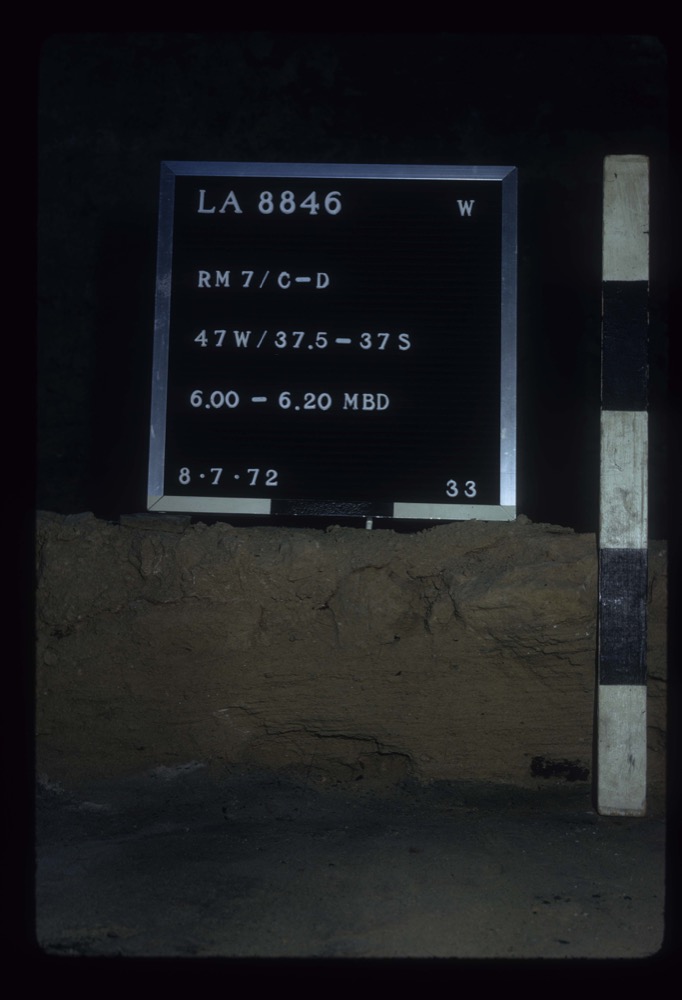 LA 8846 W
RM 7/C-D
47W/37.5-37S
6.00 - 6.20 MBD
8·7·72 33